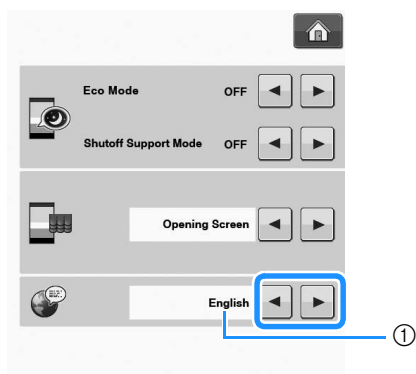 Eco Mode OFF
Shutoff Support Mode OFF
Opening Screen
English
①